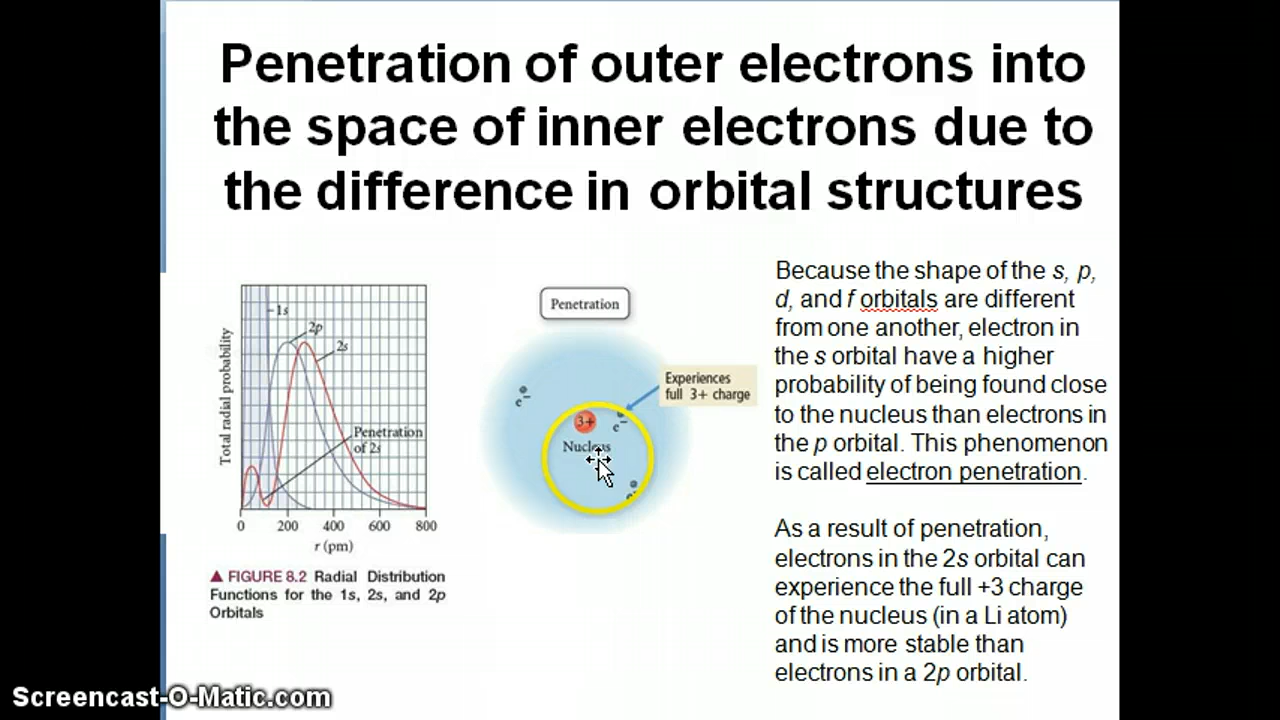 Penetration of outer electrons into
the space of inner electrons due to
the difference in orbital structures
1s
2p
2s
Penetration
of 2s
Total radial probability
0 200 400 600 800
r (pm)
▲ FIGURE 8.2 Radial Distribution
Functions for the 1s, 2s, and 2p
Orbitals
Penetration
Experiences
full 3+ charge
e⁻
3+
e⁻
Nucleus
Because the shape of the s, p,
d, and f orbitals are different
from one another, electron in
the s orbital have a higher
probability of being found close
to the nucleus than electrons in
the p orbital. This phenomenon
is called electron penetration.
As a result of penetration,
electrons in the 2s orbital can
experience the full +3 charge
of the nucleus (in a Li atom)
and is more stable than
electrons in a 2p orbital.
Screencast-O-Matic.com